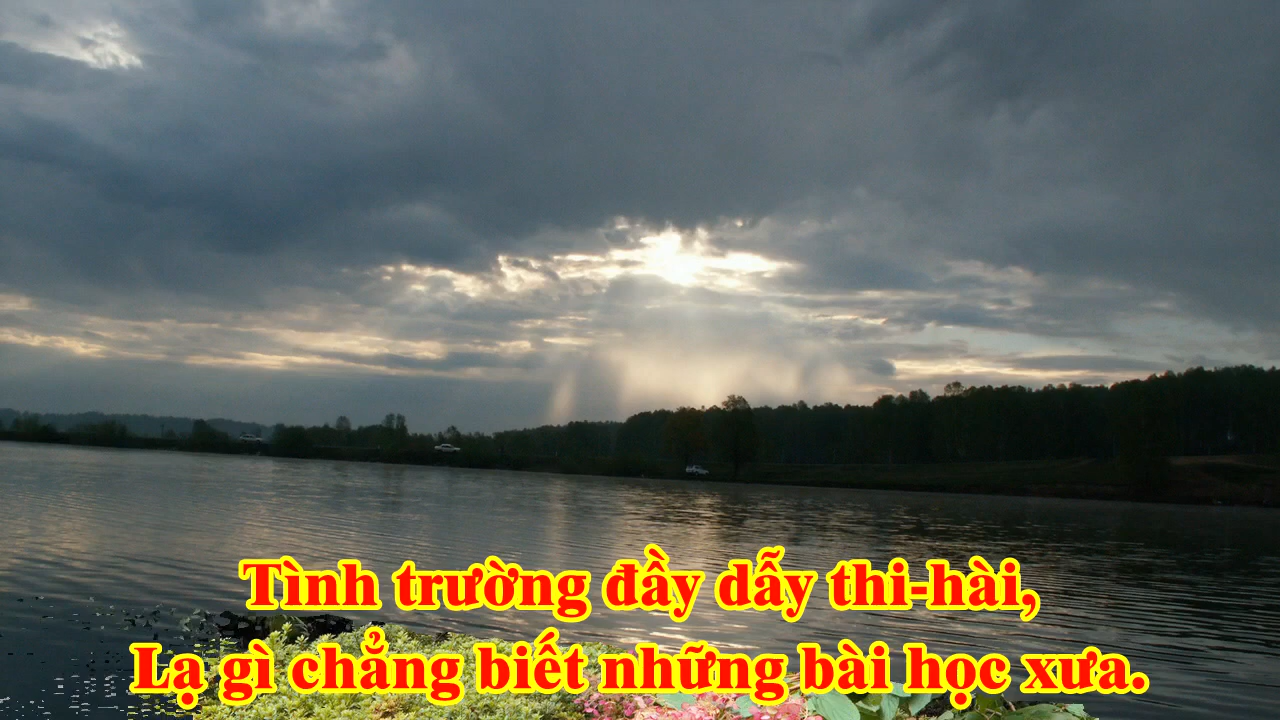 Tình trường đầy dẫy thi-hài,
Lạ gì chẳng biết những bài học xưa.